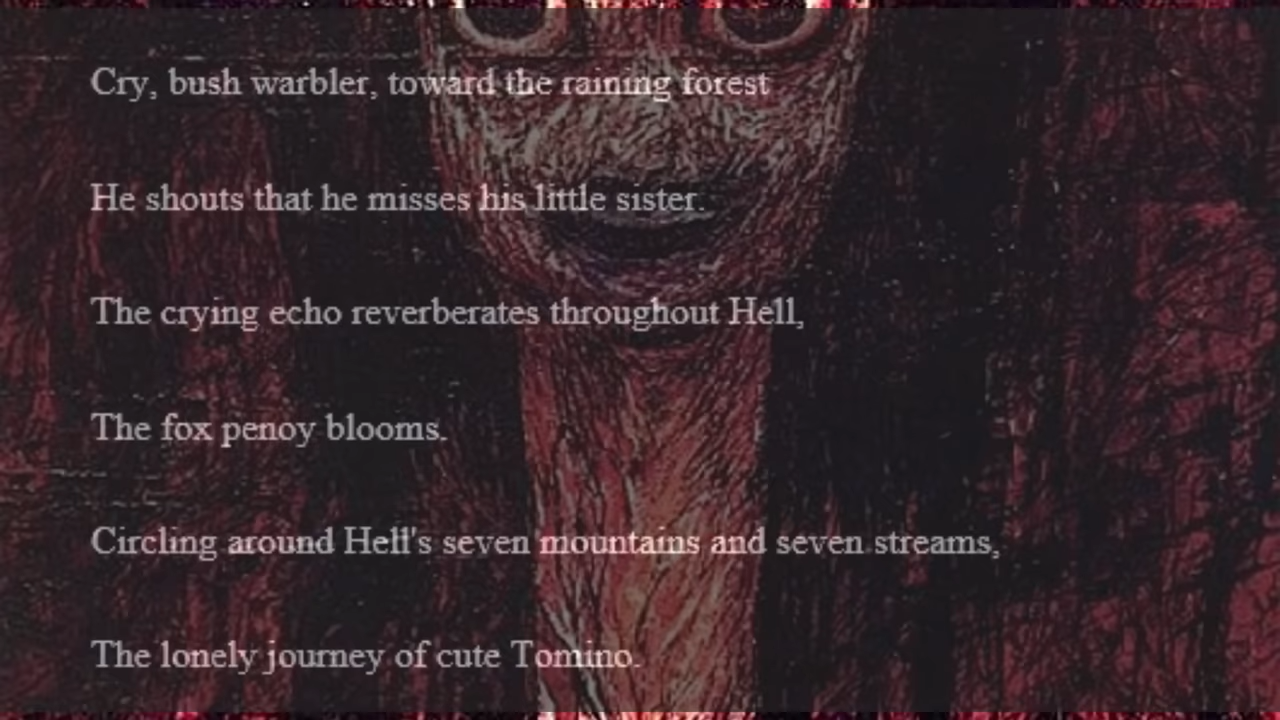 Cry, bush warbler, toward the raining forest
He shouts that he misses his little sister.
The crying echo reverberates throughout Hell,
The fox penoy blooms.
Circling around Hell's seven mountains and seven streams,
The lonely journey of cute Tomino.